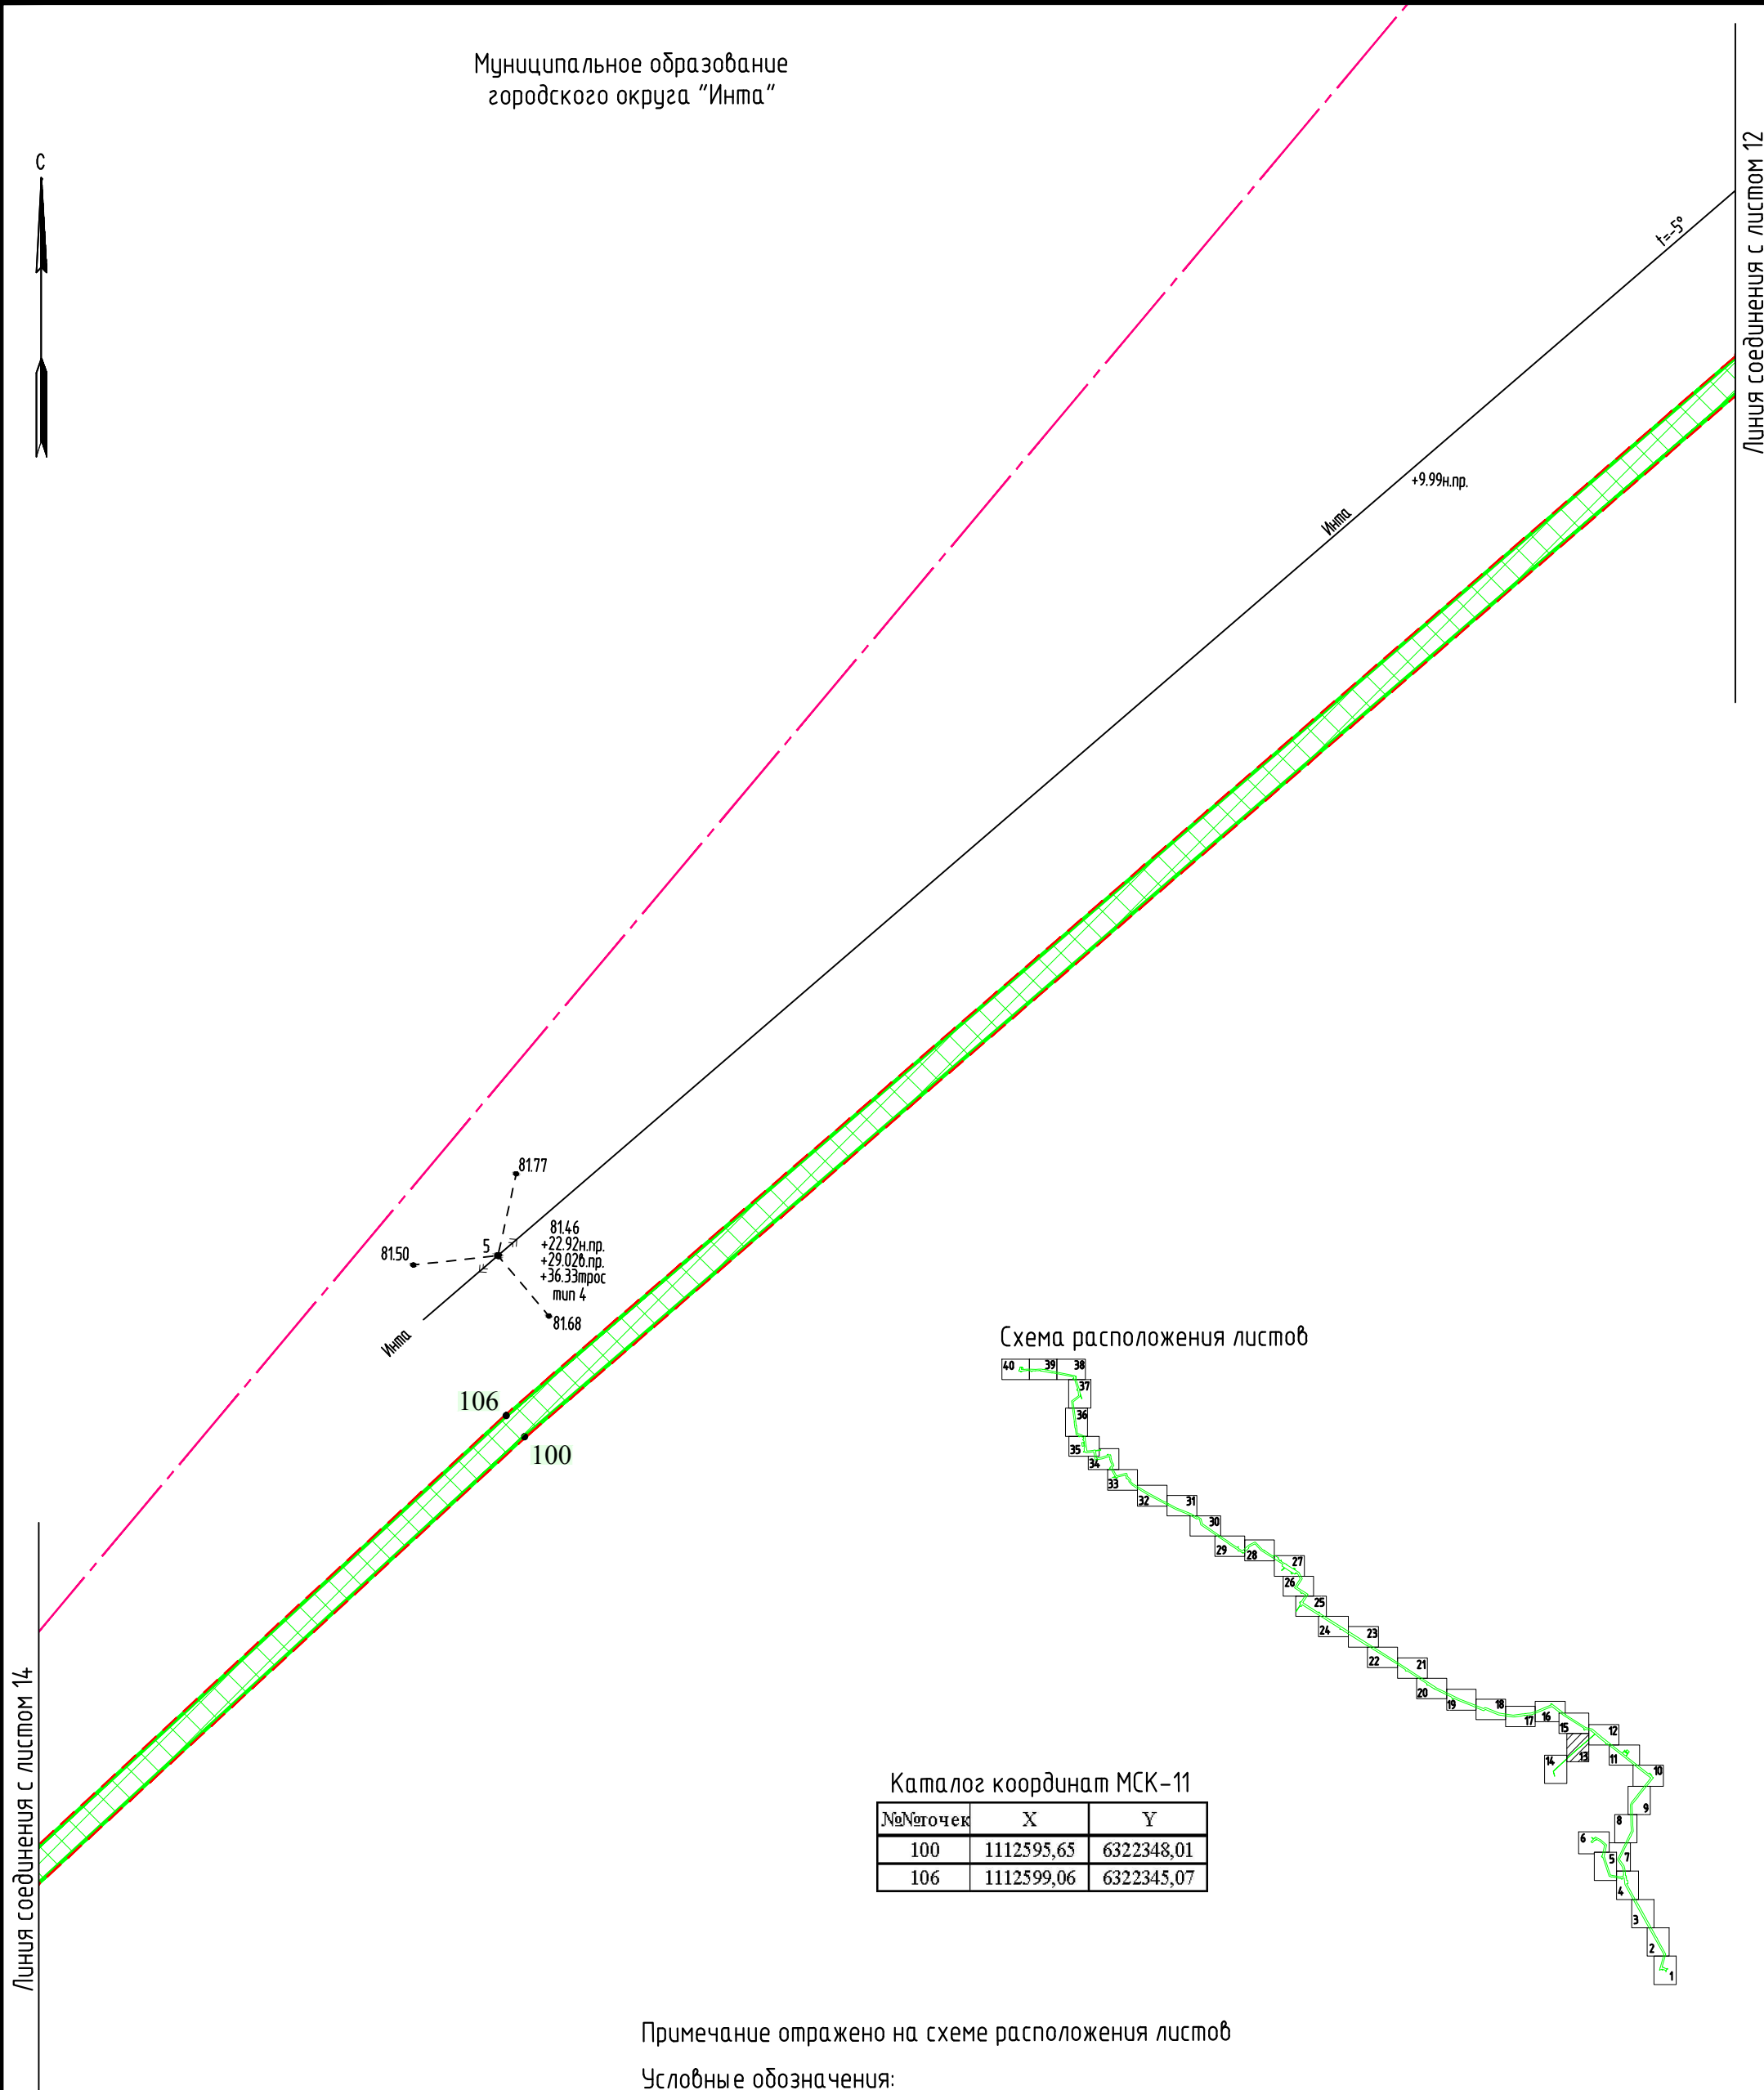 Муниципальное образование
городского округа "Инта"
С
Линия соединения с листом 12
t=-5°
+9.99н.пр.
Инта
81.77
81.46
5
+22.92н.пр.
81.50
+29.02в.пр.
+36.33трос
тип 4
81.68
Инта
106
100
Схема расположения листов
40
39
38
37
36
35
34
33
32
31
30
29
28
27
26
25
24
23
22
21
20
19
18
17
16
15
14
13
12
11
10
9
8
7
6
5
4
3
2
1
Линия соединения с листом 14
Каталог координат МСК-11
№№точек X Y
100 1112595,65 6322348,01
106 1112599,06 6322345,07
Примечание отражено на схеме расположения листов
Условные обозначения: